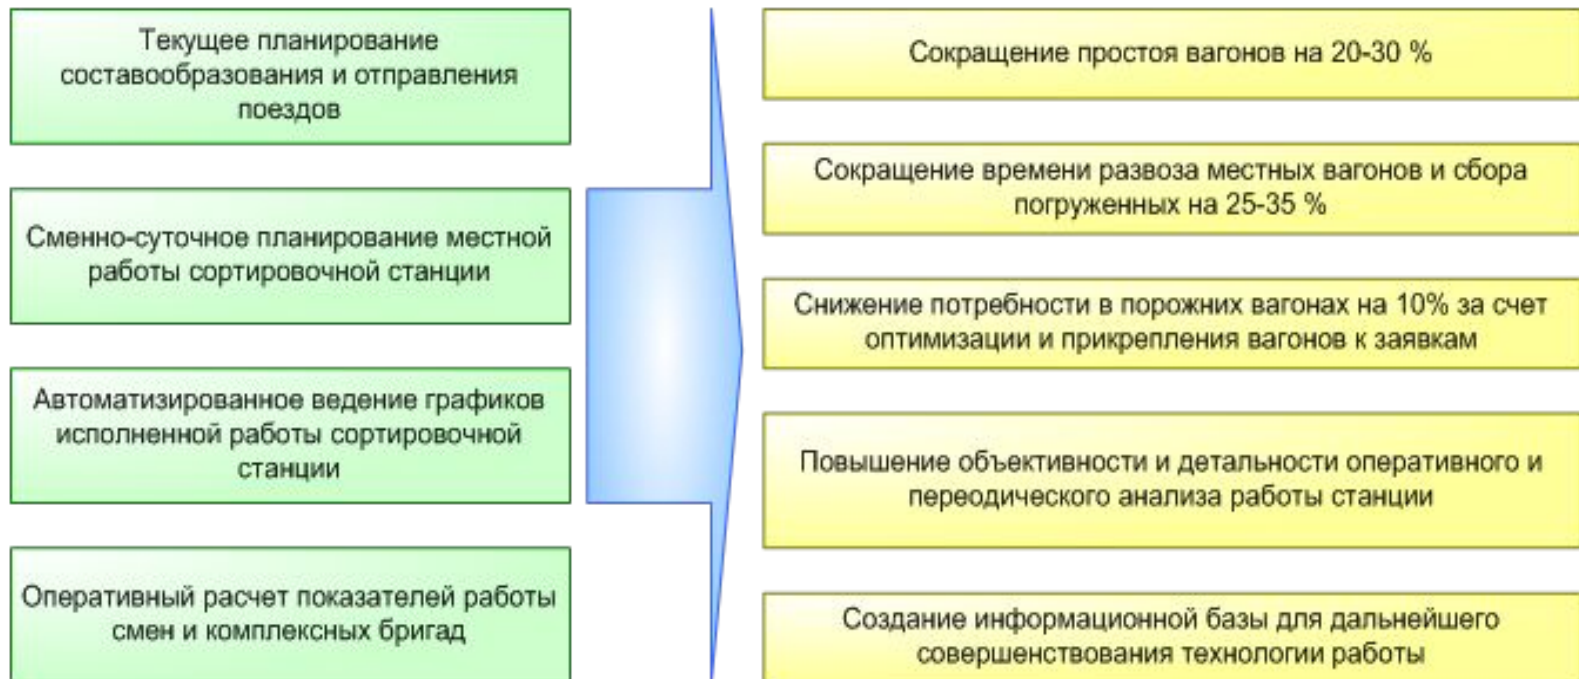 Текущее планирование
составообразования и отправления
поездов
Сменно-суточное планирование местной
работы сортировочной станции
Автоматизированное ведение графиков
исполненной работы сортировочной
станции
Оперативный расчет показателей работы
смен и комплексных бригад
Сокращение простоя вагонов на 20-30 %
Сокращение времени развоза местных вагонов и сбора
погруженных на 25-35 %
Снижение потребности в порожних вагонах на 10% за счет
оптимизации и прикрепления вагонов к заявкам
Повышение объективности и детальности оперативного и
переодического анализа работы станции
Создание информационной базы для дальнейшего
совершенствования технологии работы